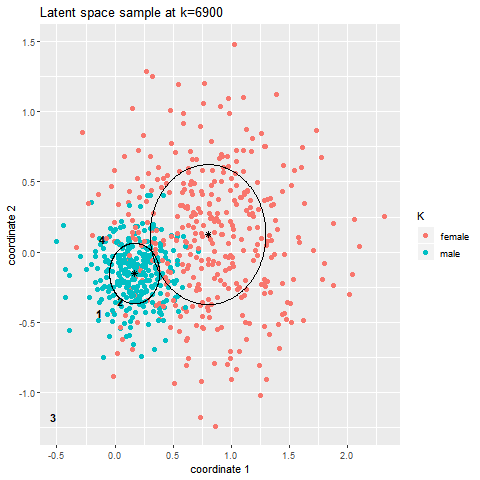 Latent space sample at k=6900
1.5
1.0
0.5
0.0
-0.5
-1.0
coordinate 2
4
2
1
3
-0.5 0.0 0.5 1.0 1.5 2.0
coordinate 1
K
female
male